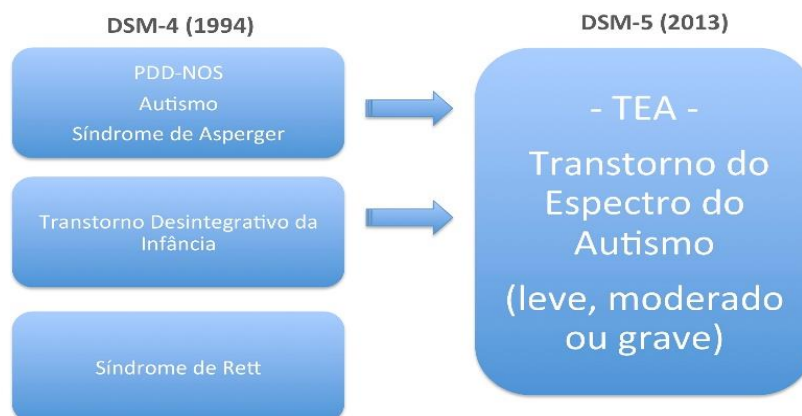 DSM-4 (1994)
PDD-NOS
Autismo
Síndrome de Asperger
Transtorno Desintegrativo da
Infância
Síndrome de Rett
DSM-5 (2013)
- TEA -
Transtorno do
Espectro do
Autismo
(leve, moderado
ou grave)